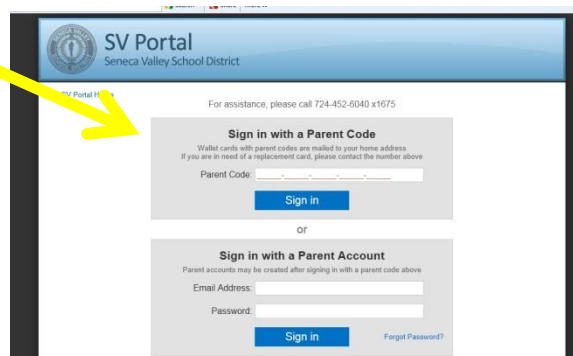 SV Portal
Seneca Valley School District
For assistance, please call 724-452-6040 x1675
Sign in with a Parent Code
Wallet cards with parent codes are mailed to your home address
If you are in need of a replacement card, please contact the number above
Parent Code:
Sign in
or
Sign in with a Parent Account
Parent accounts may be created after signing in with a parent code above
Email Address:
Password:
Sign in
Forgot Password?